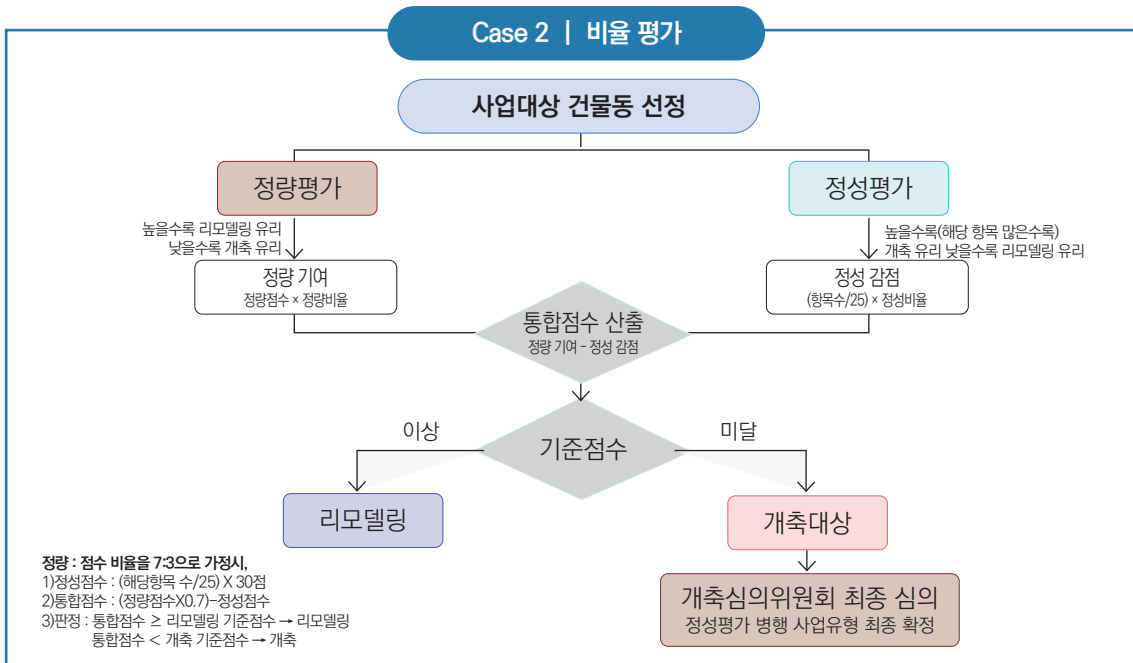 Case 2 | 비율 평가
사업대상 건물동 선정
정량평가
정성평가
높을수록 리모델링 유리
낮을수록 개축 유리
높을수록(해당 항목 많은수록)
개축 유리 낮을수록 리모델링 유리
정량 기여
정량점수 × 정량비율
정성 감점
(항목수/25) × 정성비율
통합점수 산출
정량 기여 - 정성 감점
기준점수
이상
미달
리모델링
개축대상
개축심의위원회 최종 심의
정성평가 병행 사업유형 최종 확정
정량 : 점수 비율을 7:3으로 가정시,
1)정성점수 : (해당항목 수/25) X 30점
2)통합점수 : (정량점수X0.7)-정성점수
3)판정 : 통합점수 ≥ 리모델링 기준점수 → 리모델링
통합점수 < 개축 기준점수 → 개축